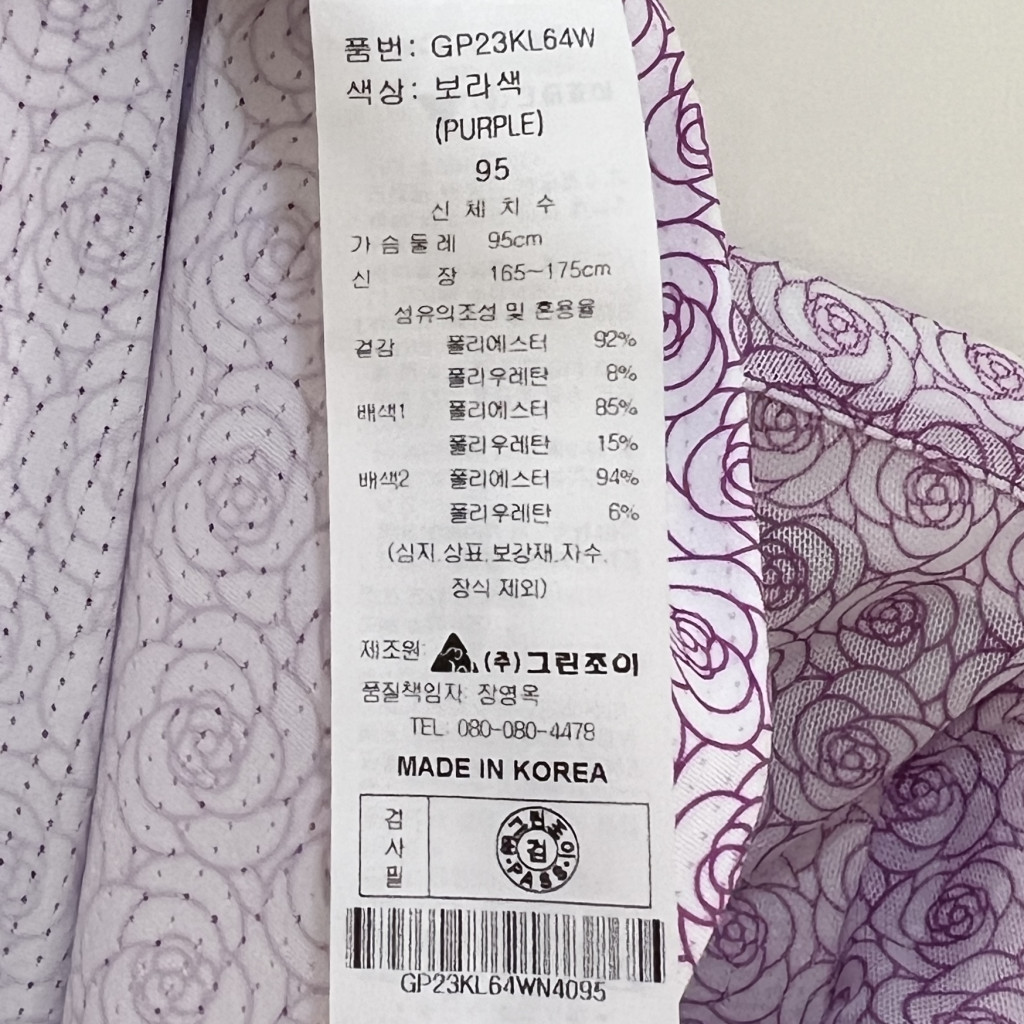 품번: GP23KL64W
색상: 보라색
(PURPLE)
95
신 체 치 수
가 슴 둘 레 95cm
신 장 165~175cm
섬유의조성 및 혼용율
겉감 폴리에스터 92%
폴리우레탄 8%
배색1 폴리에스터 85%
폴리우레탄 15%
배색2 폴리에스터 94%
폴리우레탄 6%
(심지.상표.보강재.자수.
장식 제외)
제조원: (주)그린조이
품질책임자: 장영옥
TEL: 080-080-4478
MADE IN KOREA
검사필 그린조이 검 PASS
GP23KL64WN4095